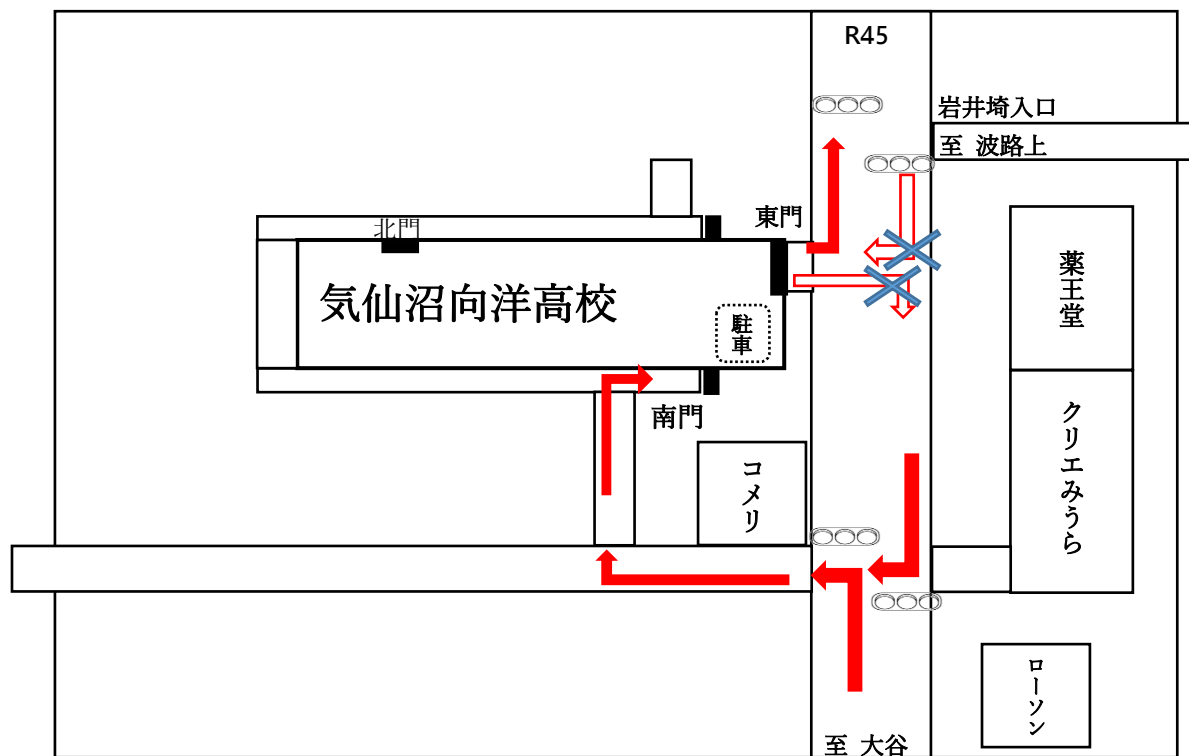 R45
岩井埼入口
至 波路上
東門
北門
気仙沼向洋高校
駐車
薬王堂
南門
コメリ
クリエみうら
ローソン
至 大谷